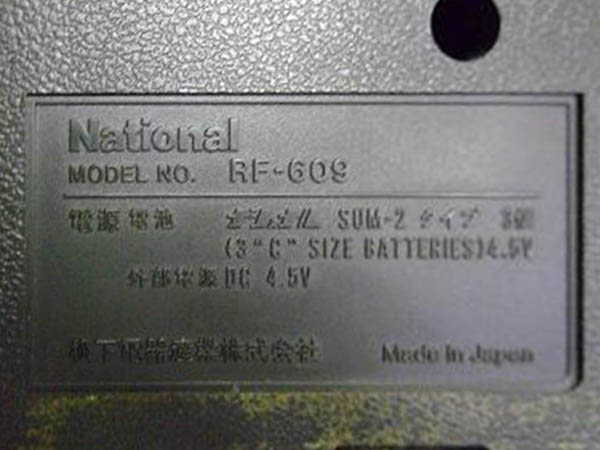 National
MODEL NO. RF-609
電源 電池 ナショナル SUM-2 タイプ 3個
(3 "C" SIZE BATTERIES) 4.5V
外部電源 DC 4.5V
松下電器産業株式会社 Made in Japan